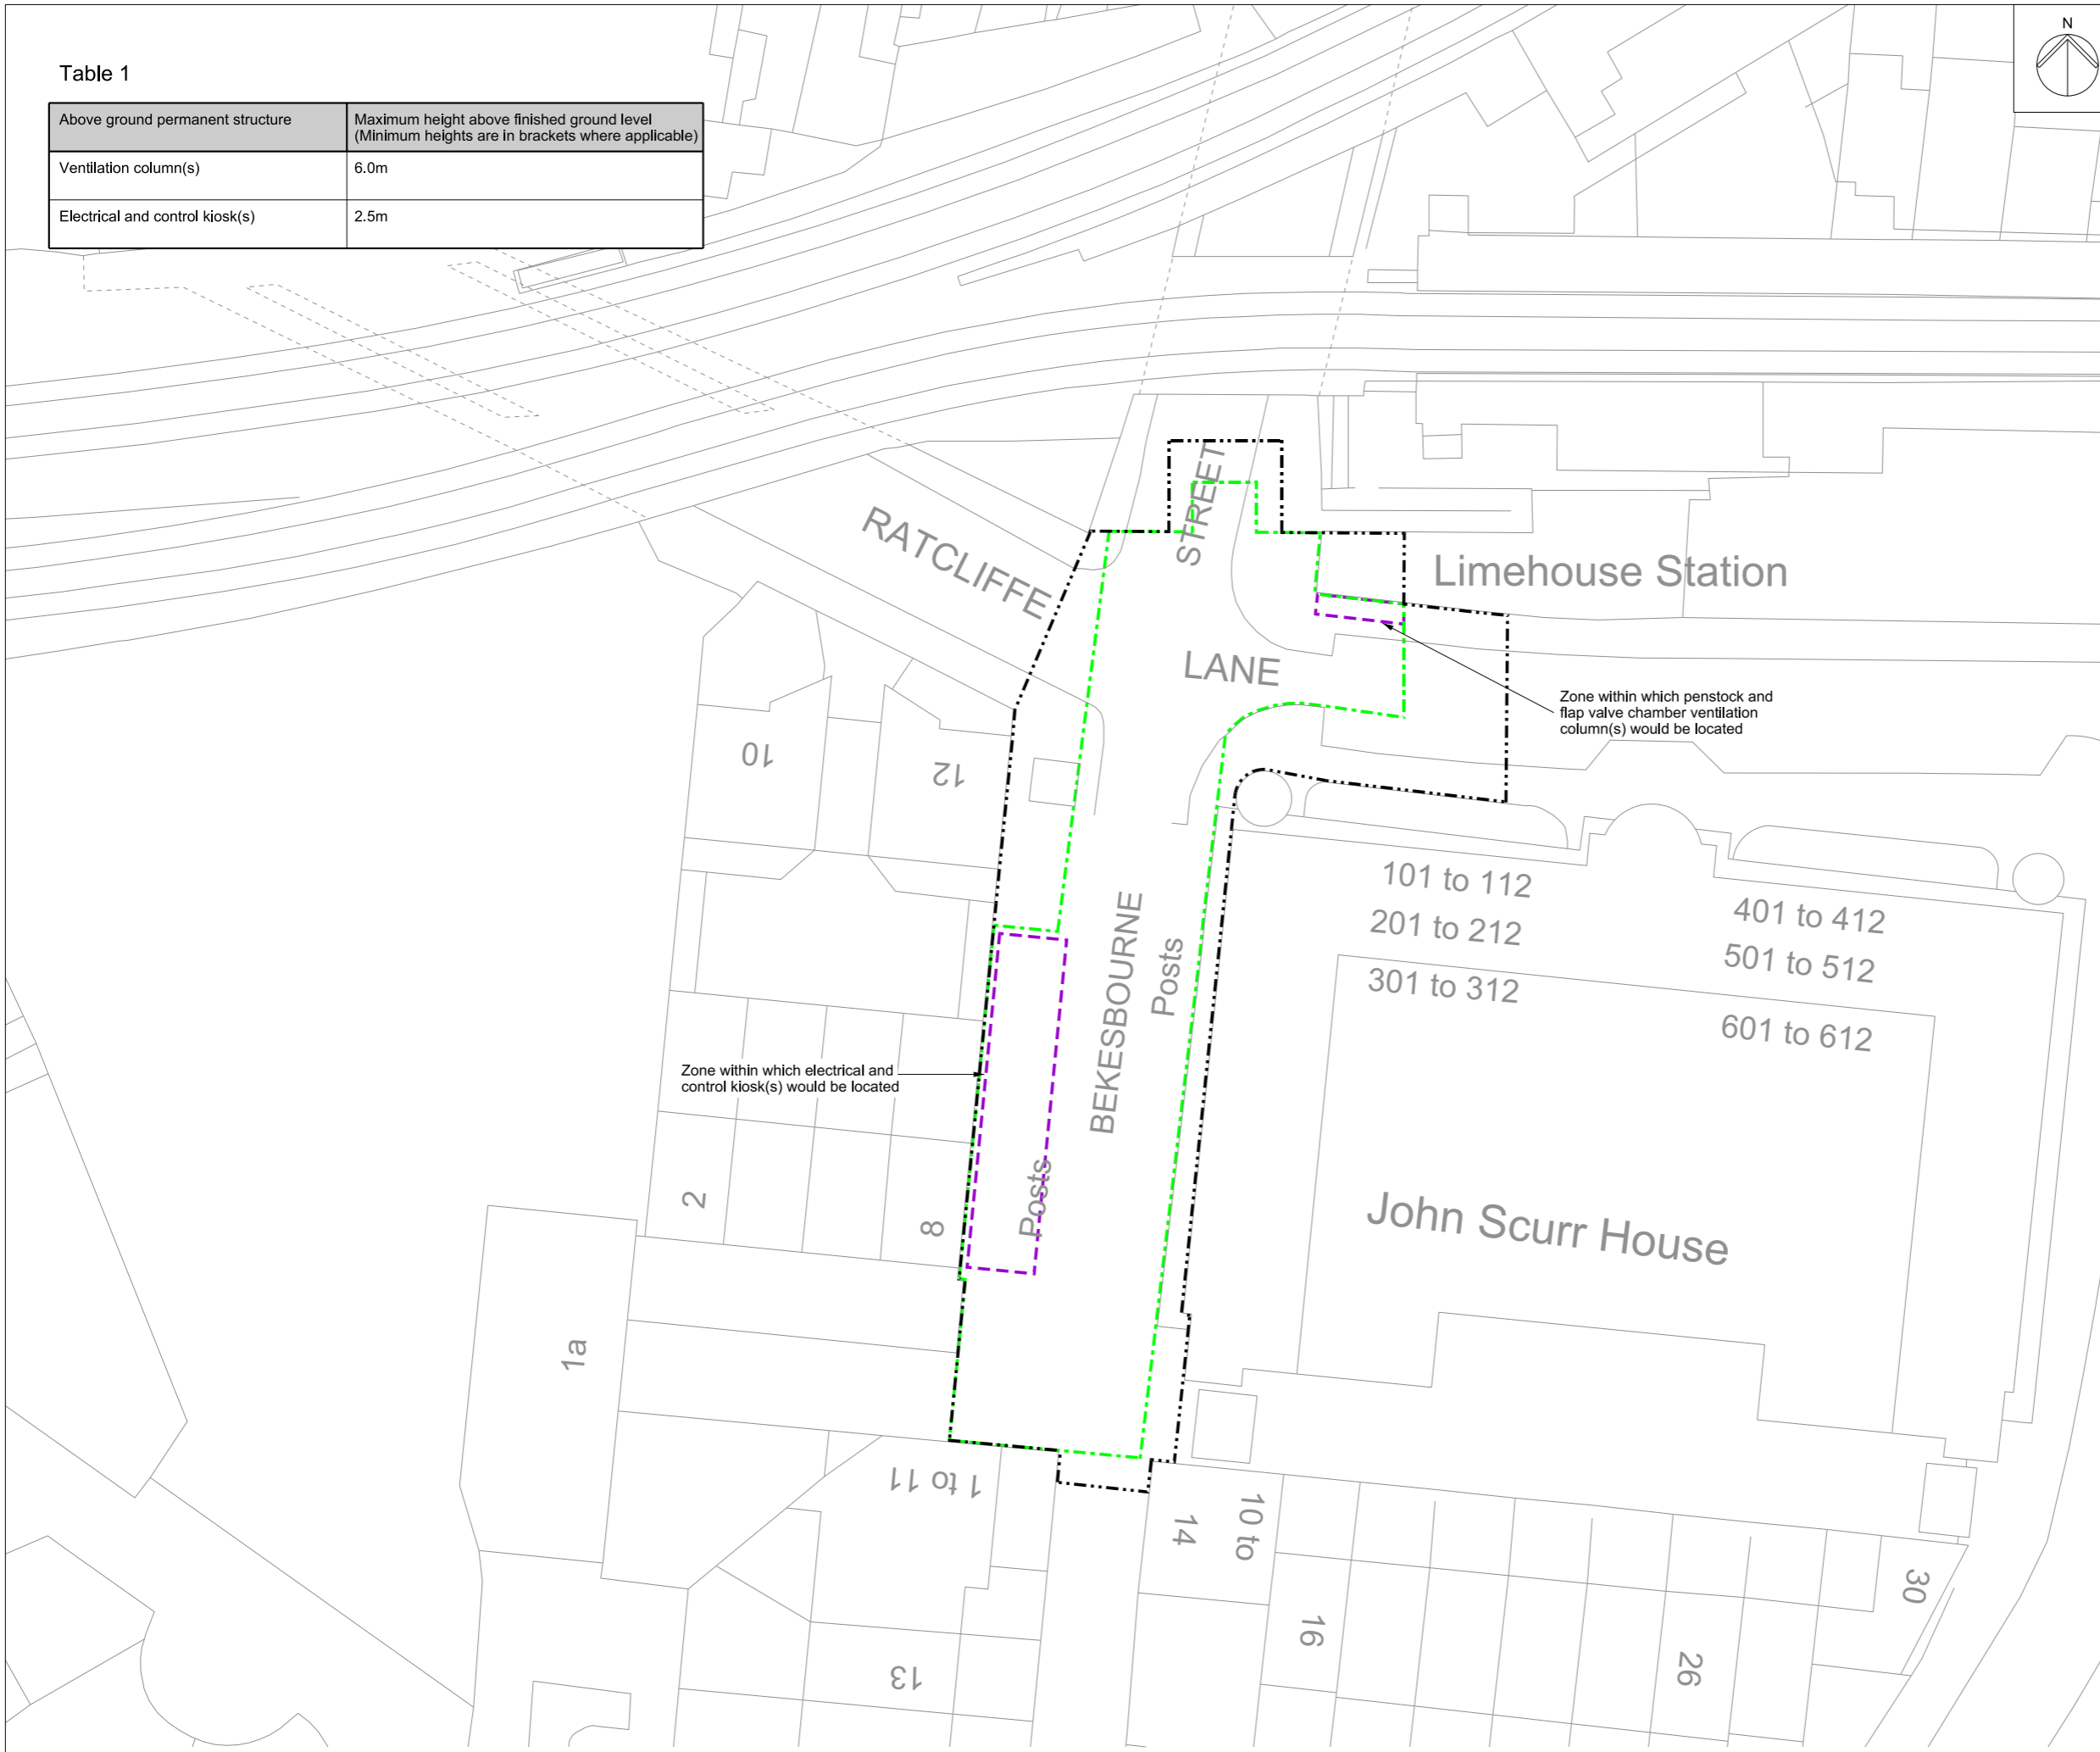 N
Table 1
Above ground permanent structure
Maximum height above finished ground level
(Minimum heights are in brackets where applicable)
Ventilation column(s)
6.0m
Electrical and control kiosk(s)
2.5m
STREET
RATCLIFFE
Limehouse Station
LANE
Zone within which penstock and
flap valve chamber ventilation
column(s) would be located
10
12
101 to 112
201 to 212
301 to 312
401 to 412
501 to 512
601 to 612
BEKESBOURNE
Posts
Zone within which electrical and
control kiosk(s) would be located
Posts
2
8
John Scurr House
1a
1 to 11
14
10 to
16
13
26
30